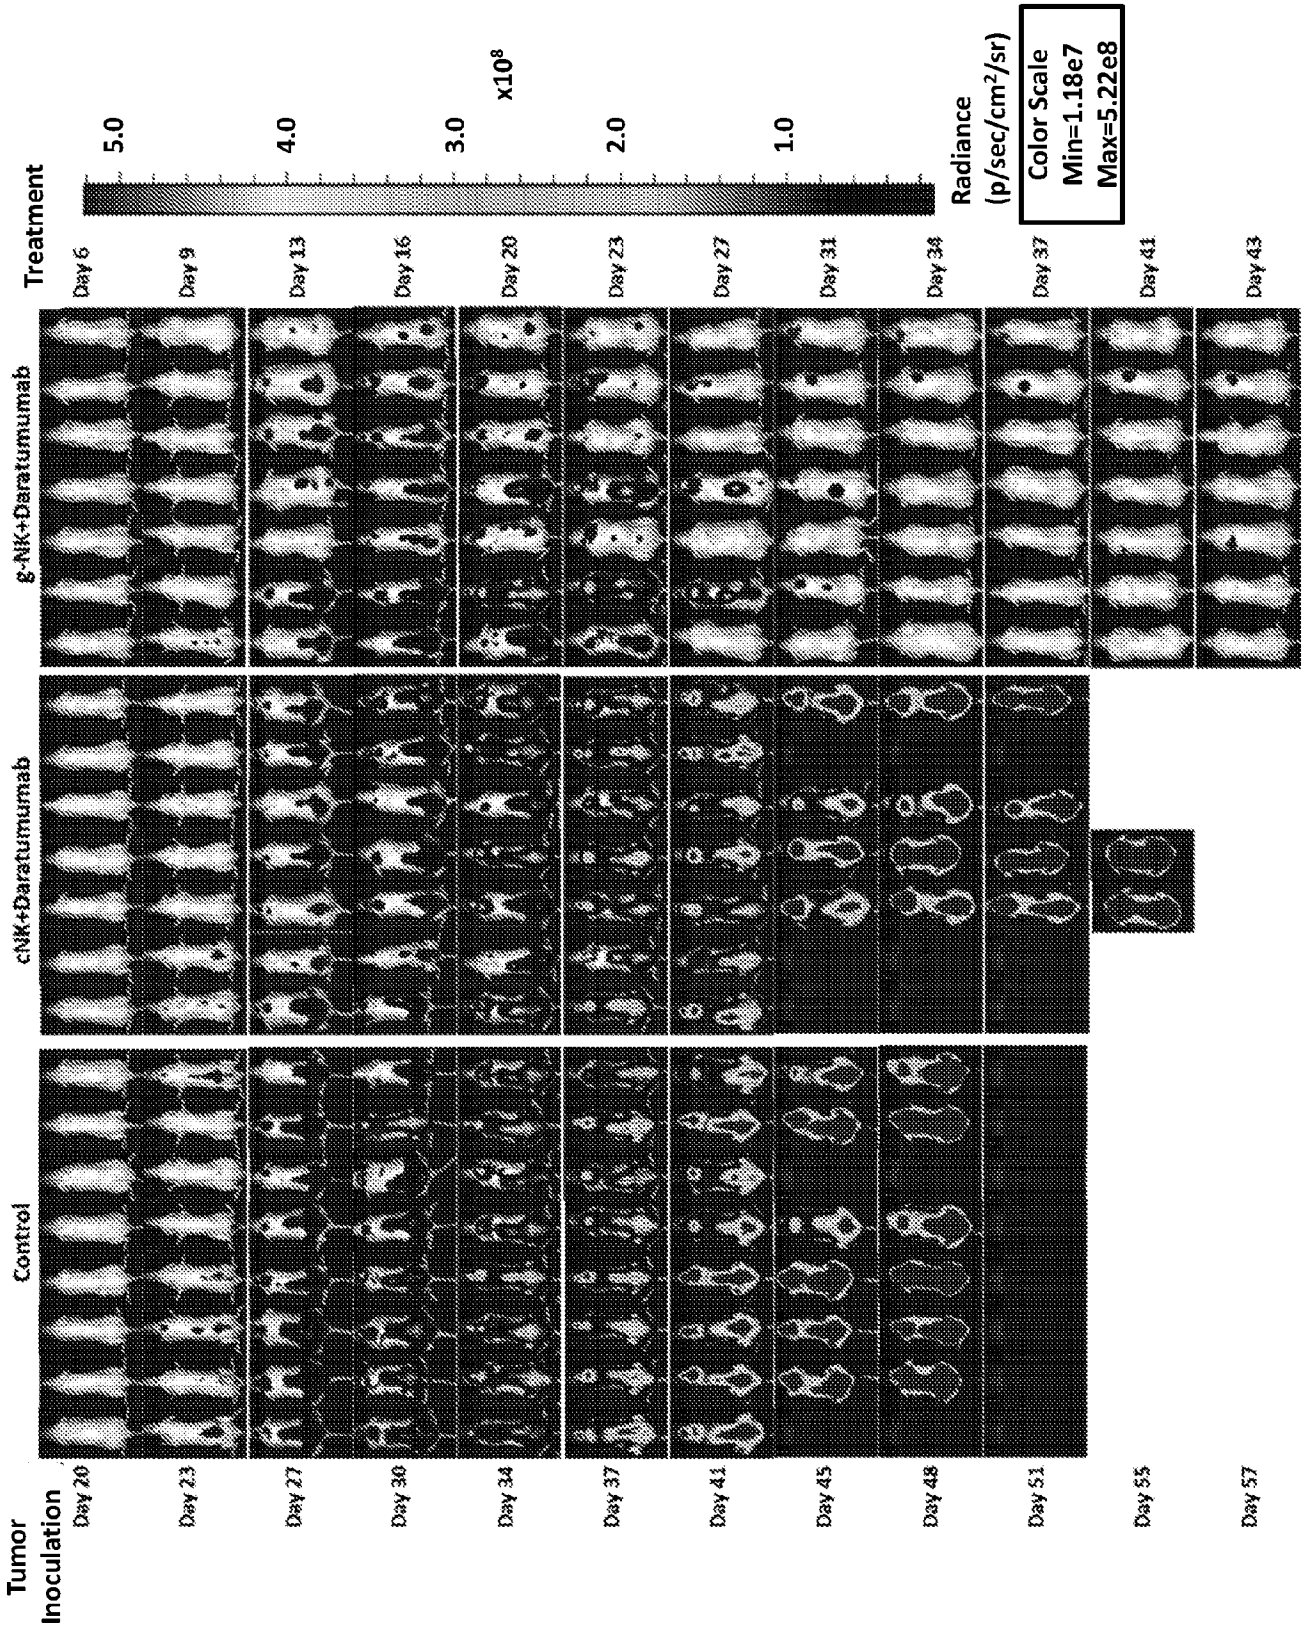 Tumor
Inoculation
Control
cNK+Daratumumab
g-NK+Daratumumab
Treatment
Day 20
Day 6
Day 23
Day 9
Day 27
Day 13
Day 30
Day 16
Day 34
Day 20
Day 37
Day 23
Day 41
Day 27
Day 45
Day 31
Day 48
Day 34
Day 51
Day 37
Day 55
Day 41
Day 57
Day 43
5.0
4.0
3.0
2.0
1.0
x10⁸
Radiance
(p/sec/cm²/sr)
Color Scale
Min=1.18e7
Max=5.22e8